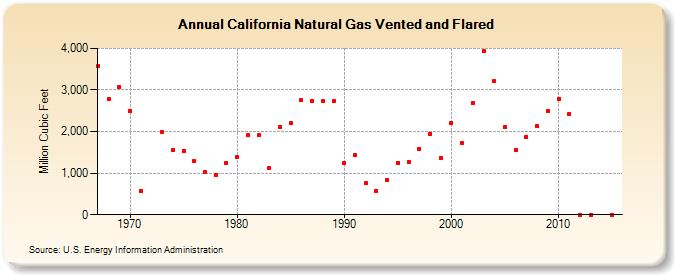 Annual California Natural Gas Vented and Flared
Million Cubic Feet
4,000
3,000
2,000
1,000
0
1970 1980 1990 2000 2010
Source: U.S. Energy Information Administration